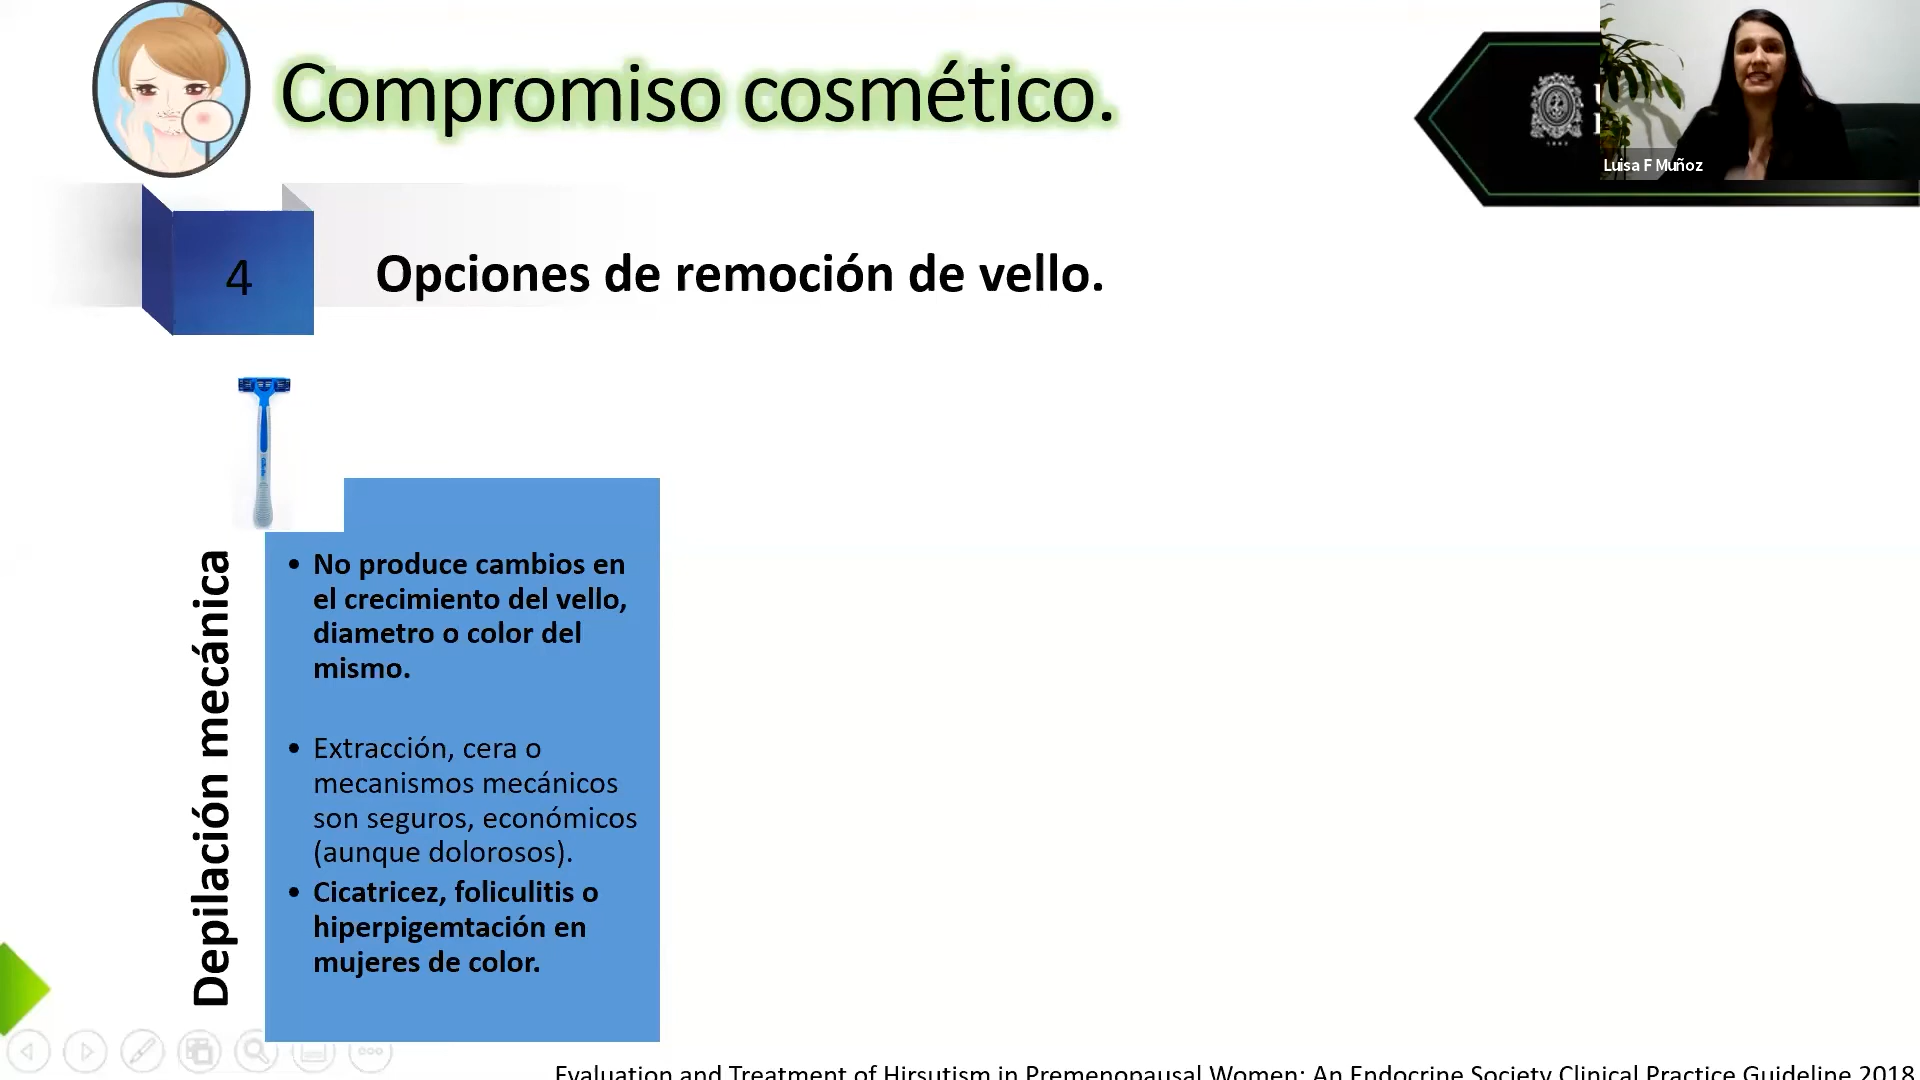 Compromiso cosmético.
Luisa F Muñoz
4
Opciones de remoción de vello.
Depilación mecánica
• No produce cambios en
el crecimiento del vello,
diametro o color del
mismo.
• Extracción, cera o
mecanismos mecánicos
son seguros, económicos
(aunque dolorosos).
• Cicatricez, foliculitis o
hiperpigemtación en
mujeres de color.
Evaluation and Treatment of Hirsutism in Premenopausal Women: An Endocrine Society Clinical Practice Guideline 2018